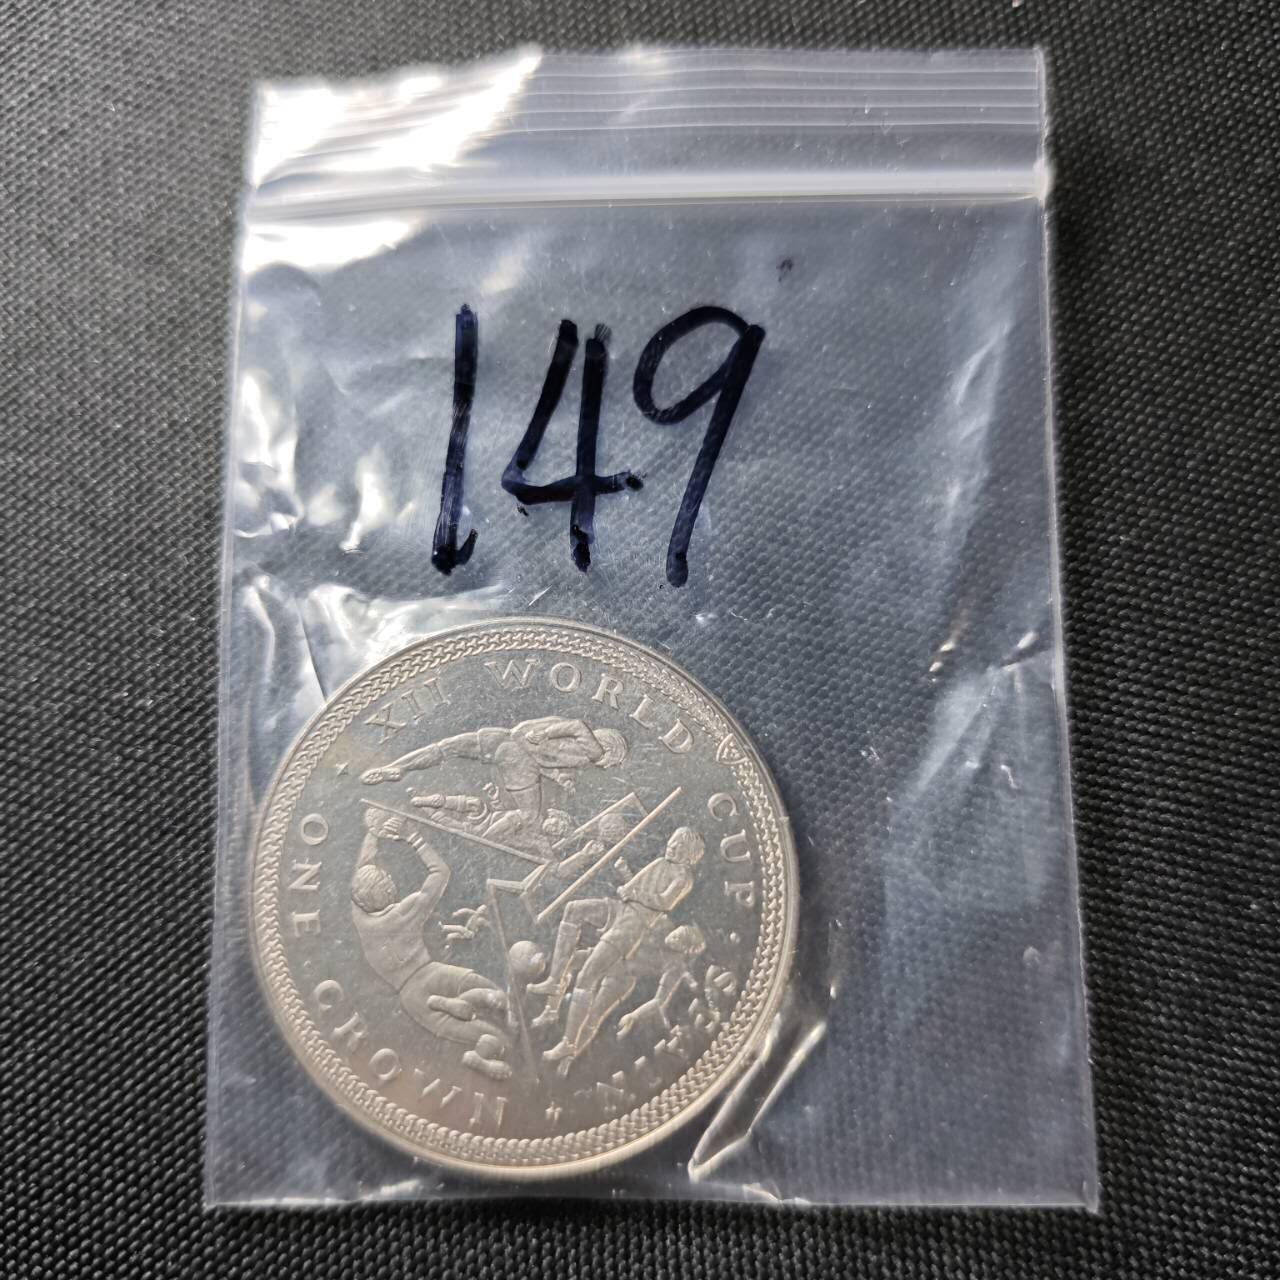 149
XII WORLD CUP · SPAIN
ONE · CROWN